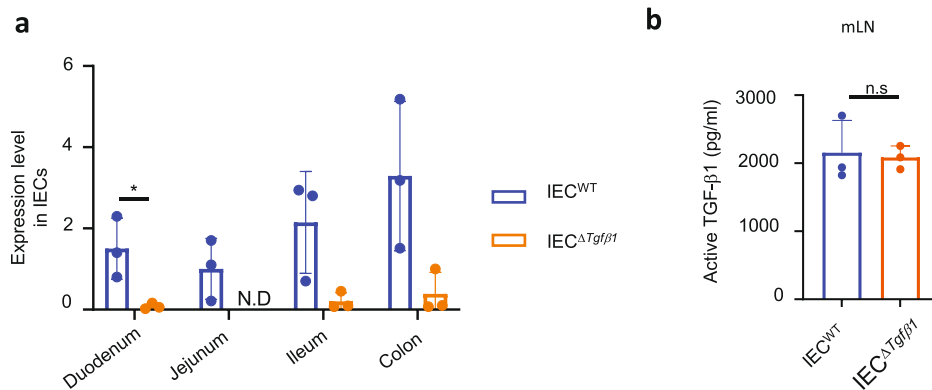 a
6
4
2
0
Expression level
in IECs
*
N.D
Duodenum
Jejunum
Ileum
Colon
IECWT
IECΔTgfβ1
b
mLN
n.s
3000
2000
1000
0
Active TGF-β1 (pg/ml)
IECWT
IECΔTgfβ1